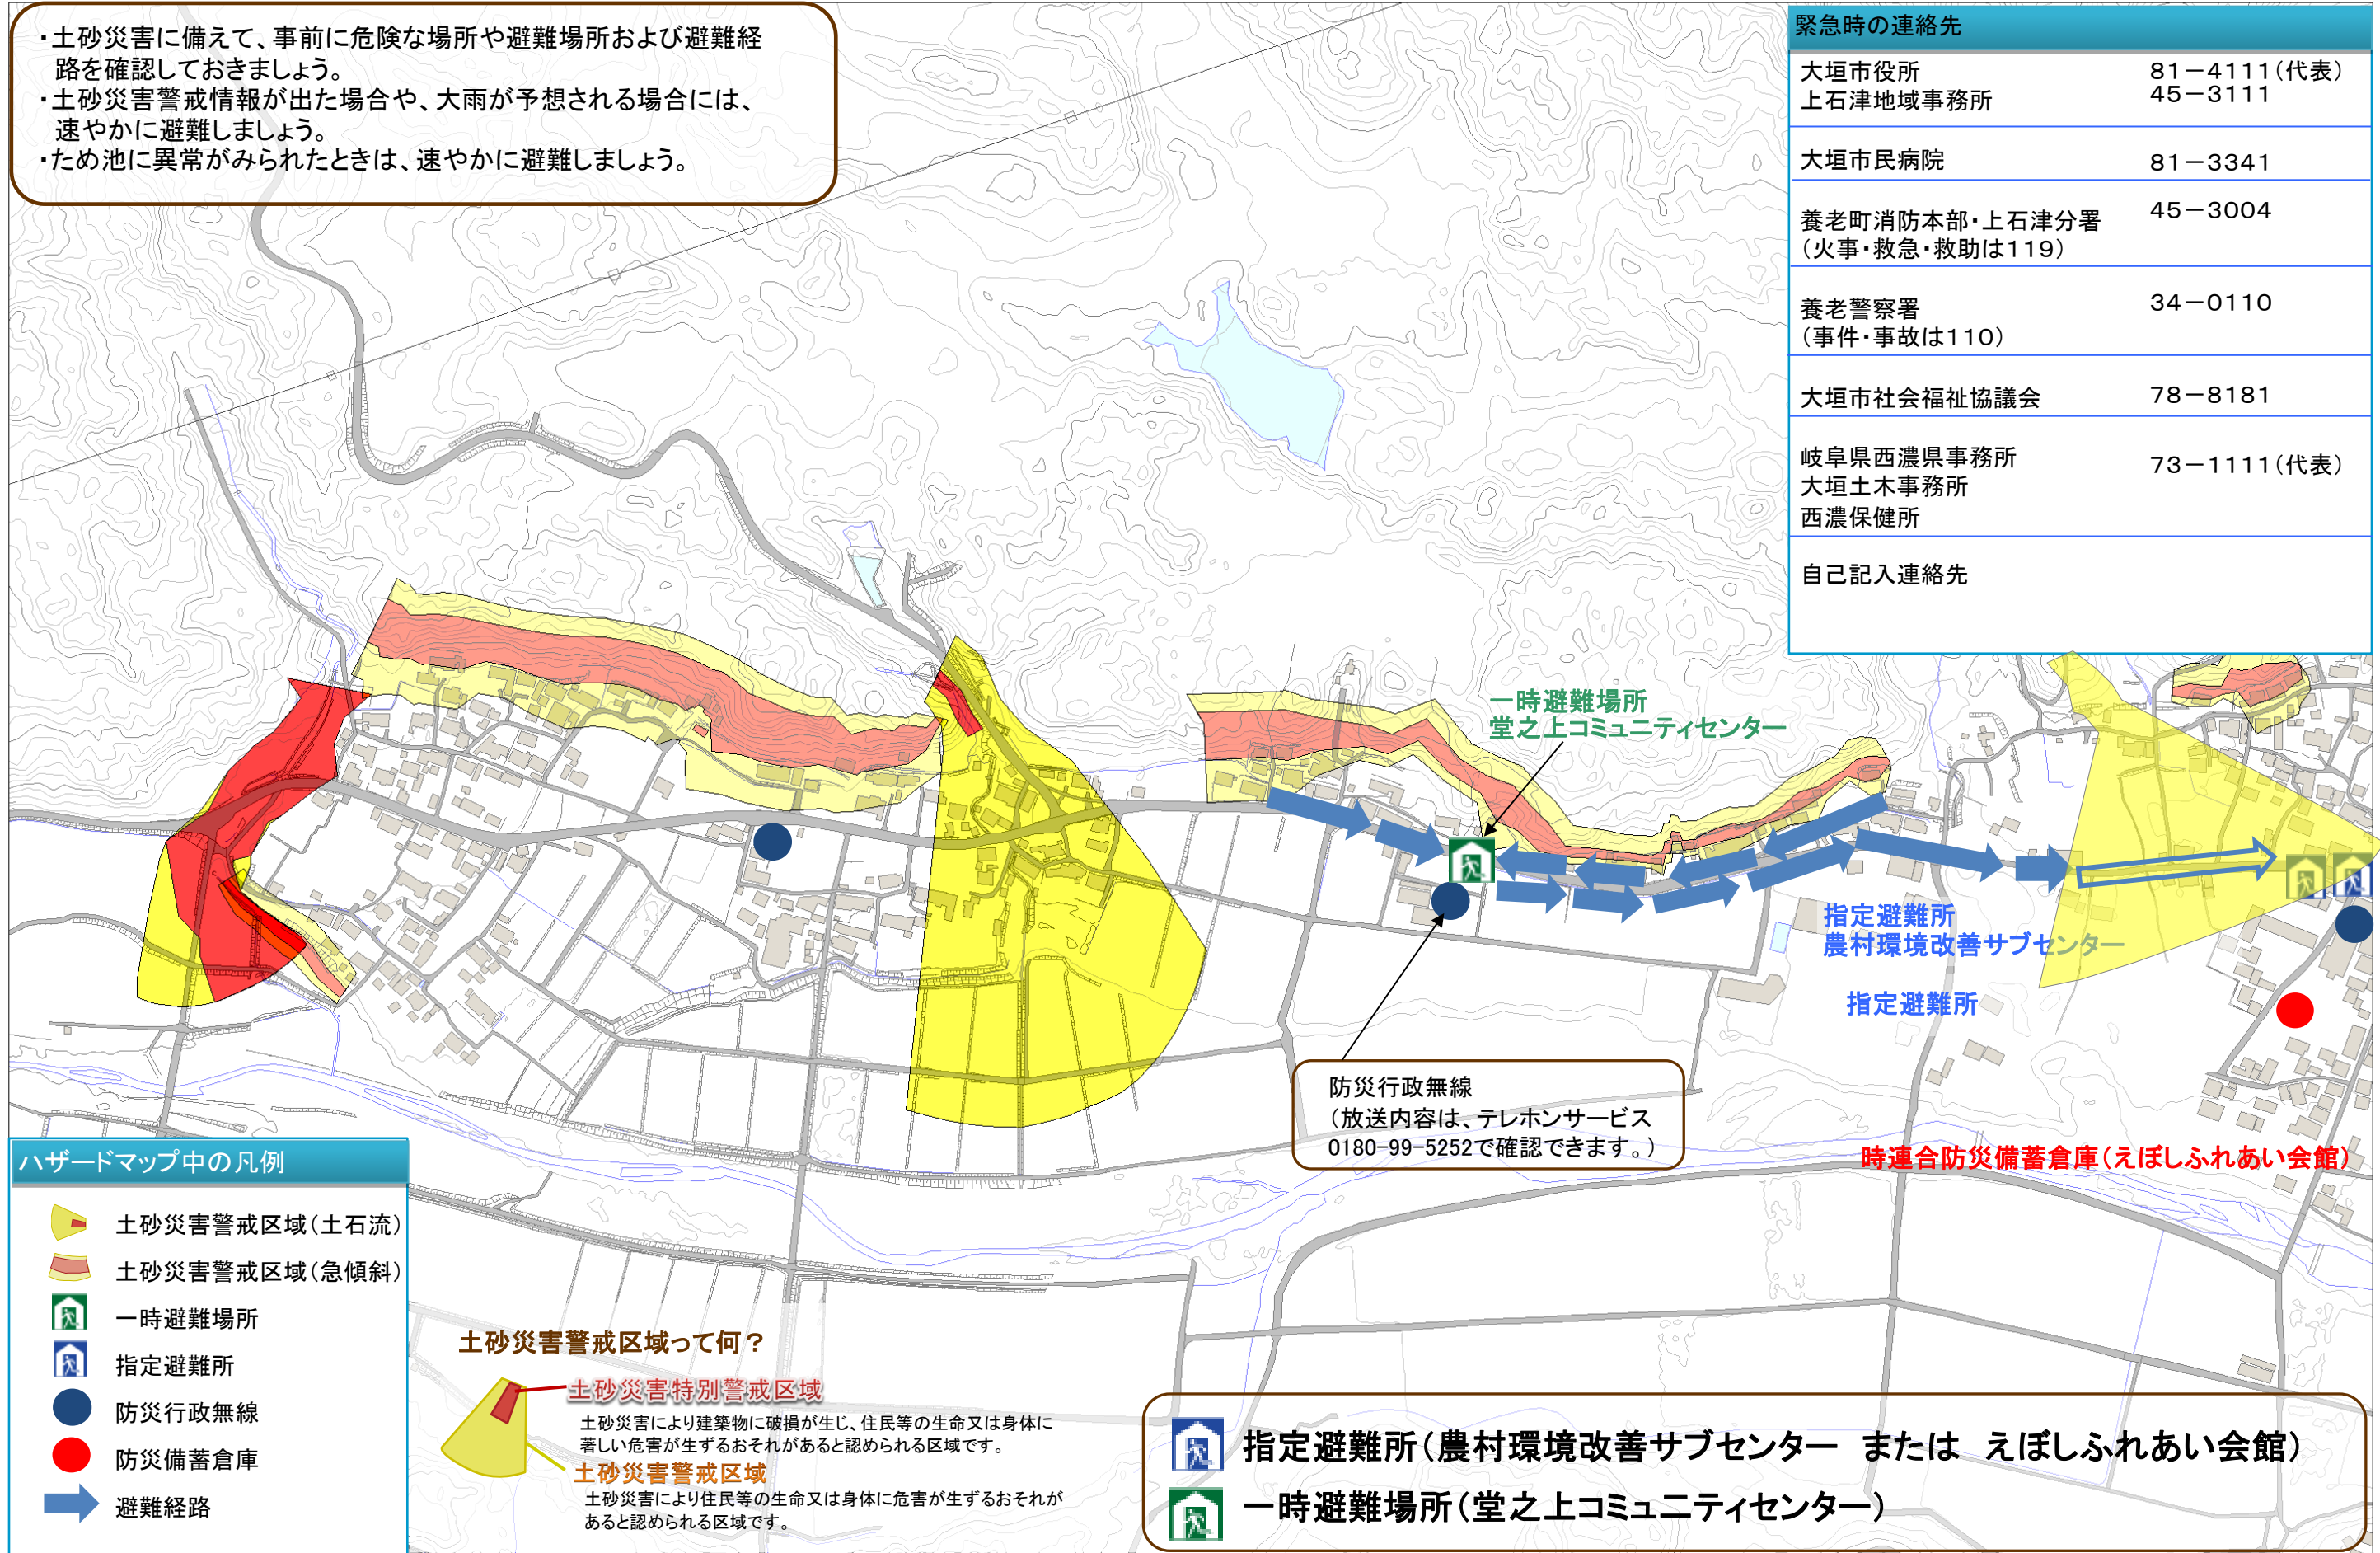 ・土砂災害に備えて、事前に危険な場所や避難場所および避難経
路を確認しておきましょう。
・土砂災害警戒情報が出た場合や、大雨が予想される場合には、
速やかに避難しましょう。
・ため池に異常がみられたときは、速やかに避難しましょう。
緊急時の連絡先
大垣市役所 81－4111（代表）
上石津地域事務所 45－3111
大垣市民病院 81－3341
養老町消防本部・上石津分署 45－3004
（火事・救急・救助は119）
養老警察署 34－0110
（事件・事故は110）
大垣市社会福祉協議会 78－8181
岐阜県西濃県事務所 73－1111（代表）
大垣土木事務所
西濃保健所
自己記入連絡先
一時避難場所
堂之上コミュニティセンター
指定避難所
農村環境改善サブセンター
指定避難所
防災行政無線
（放送内容は、テレホンサービス
0180-99-5252で確認できます。）
時連合防災備蓄倉庫（えぼしふれあい会館）
ハザードマップ中の凡例
土砂災害警戒区域（土石流）
土砂災害警戒区域（急傾斜）
一時避難場所
指定避難所
防災行政無線
防災備蓄倉庫
避難経路
土砂災害警戒区域って何？
土砂災害特別警戒区域
土砂災害により建築物に破損が生じ、住民等の生命又は身体に
著しい危害が生ずるおそれがあると認められる区域です。
土砂災害警戒区域
土砂災害により住民等の生命又は身体に危害が生ずるおそれが
あると認められる区域です。
指定避難所（農村環境改善サブセンター　または　えぼしふれあい会館）
一時避難場所（堂之上コミュニティセンター）